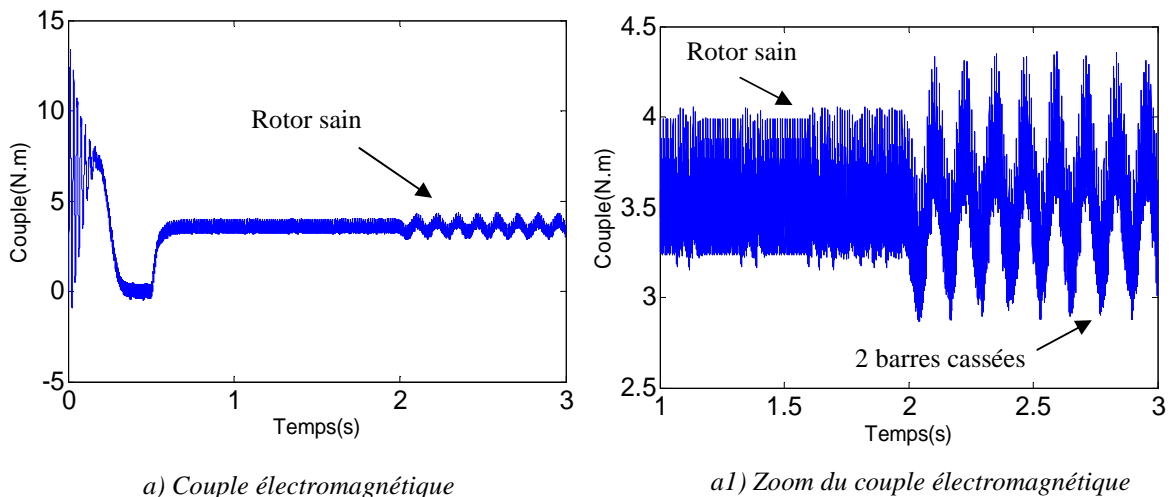 15
10
5
0
-5
Couple(N.m)
Rotor sain
0
1
2
3
Temps(s)
a) Couple électromagnétique
4.5
4
3.5
3
2.5
Couple(N.m)
Rotor sain
2 barres cassées
1
1.5
2
2.5
3
Temps(s)
a1) Zoom du couple électromagnétique